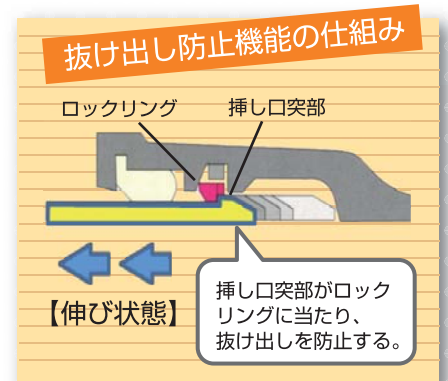 抜け出し防止機能の仕組み
ロックリング
挿し口突部
【伸び状態】
挿し口突部がロック
リングに当たり、
抜け出しを防止する。